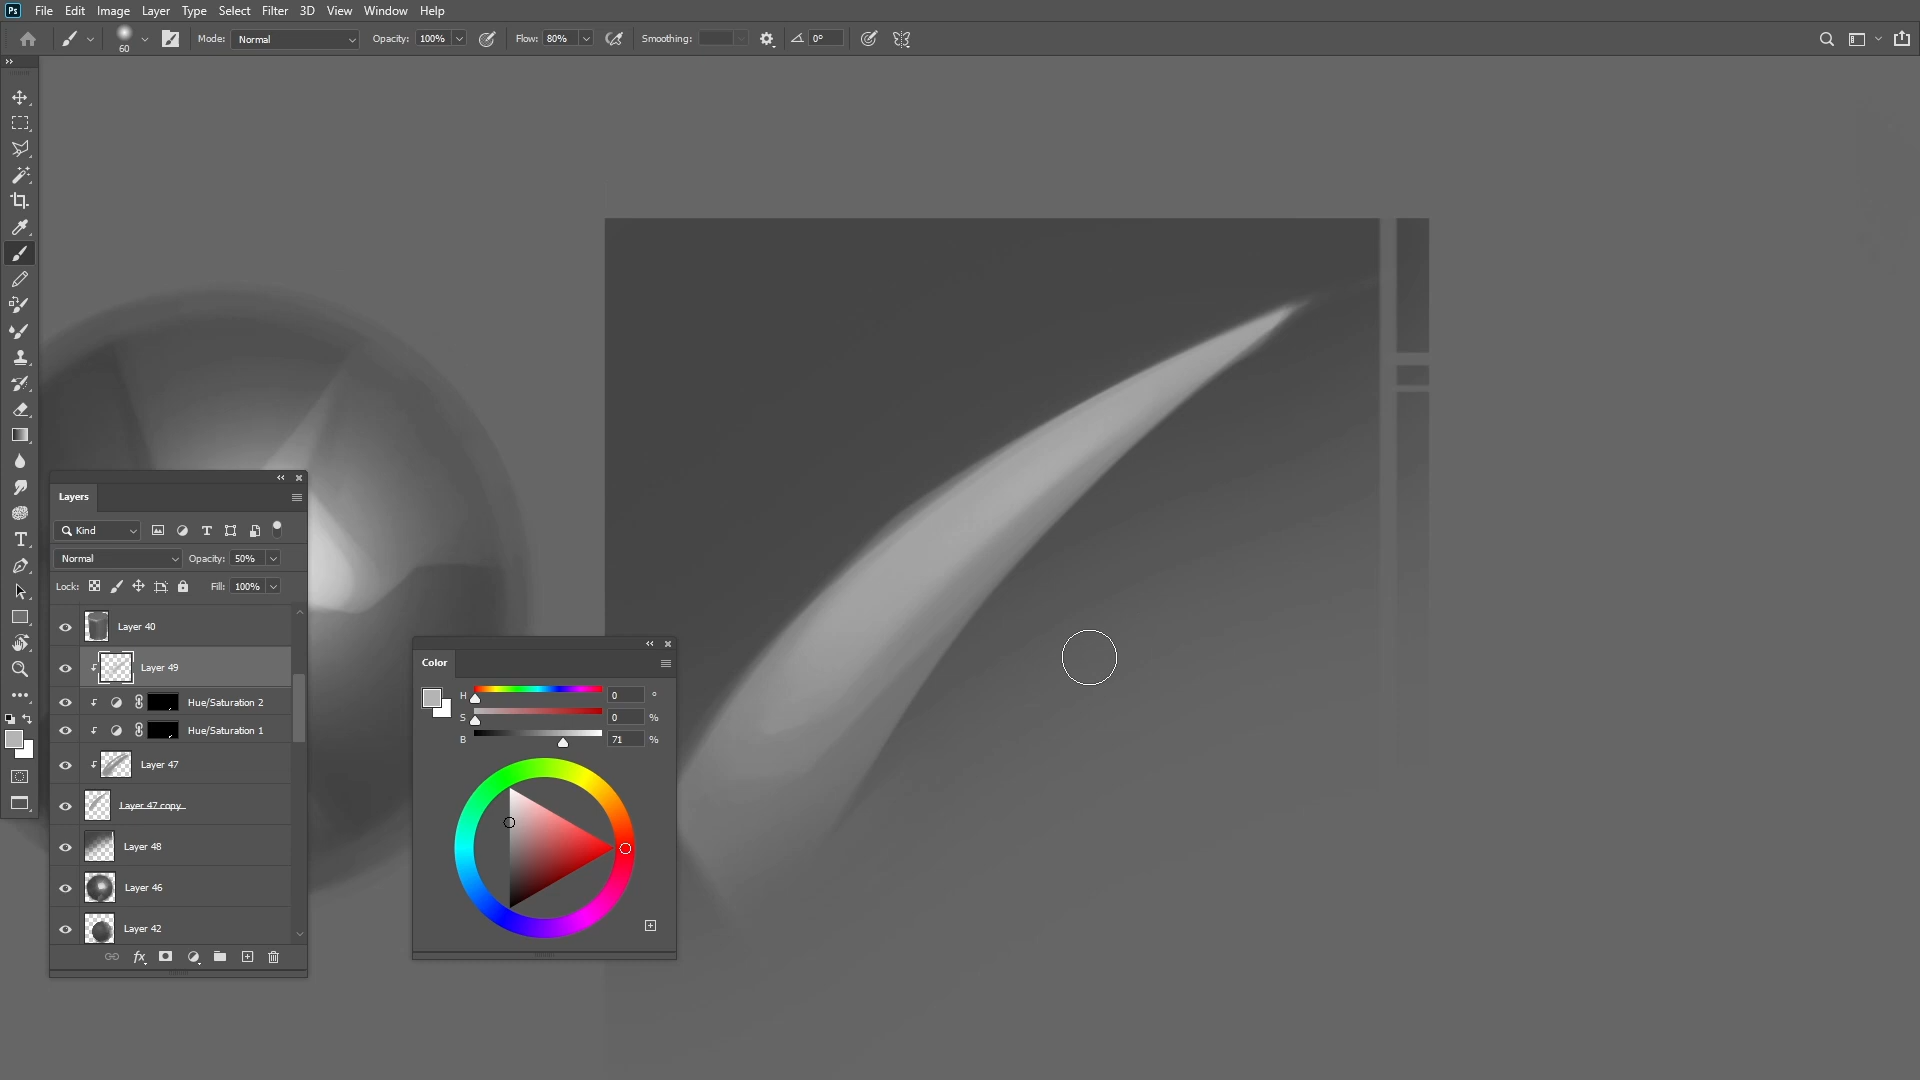 Ps File Edit Image Layer Type Select Filter 3D View Window Help
60 Mode: Normal Opacity: 100% Flow: 80% Smoothing: 0°
Layers
Kind
Normal Opacity: 50%
Lock: Fill: 100%
Layer 40
Layer 49
Hue/Saturation 2
Hue/Saturation 1
Layer 47
Layer 47 copy
Layer 48
Layer 46
Layer 42
fx
Color
H 0 °
S 0 %
B 71 %